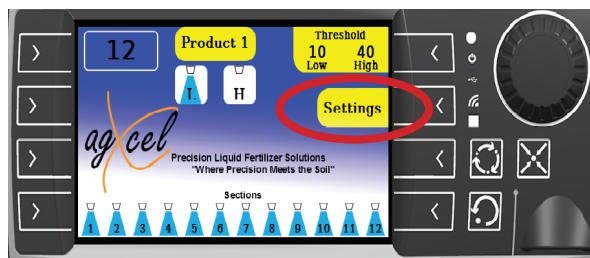 12
Product 1
Threshold
10 40
Low High
L H
Settings
agXcel
Precision Liquid Fertilizer Solutions
"Where Precision Meets the Soil"
Sections
1 2 3 4 5 6 7 8 9 10 11 12